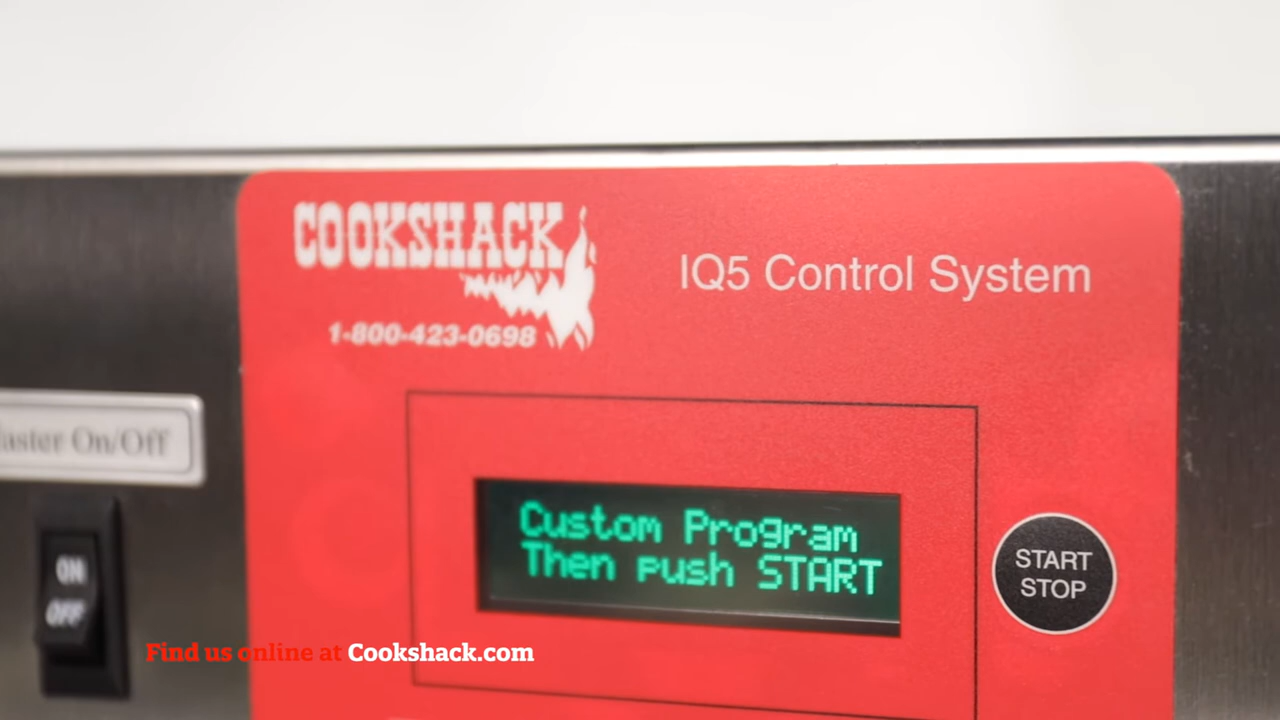 COOKSHACK
1-800-423-0698
IQ5 Control System
On/Off
Custom Program
Then push START
START
STOP
ON
OFF
Find us online at Cookshack.com